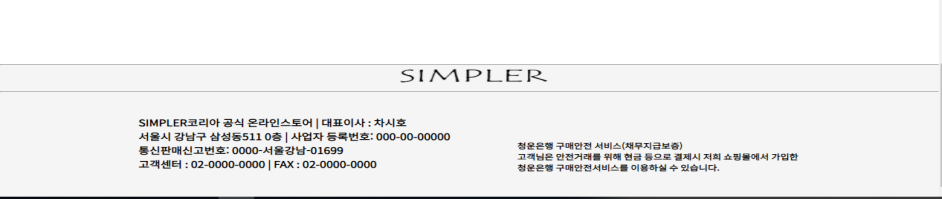 SIMPLER
SIMPLER코리아 공식 온라인스토어 | 대표이사 : 차시호
서울시 강남구 삼성동511 0층 | 사업자 등록번호: 000-00-00000
통신판매신고번호: 0000-서울강남-01699
고객센터 : 02-0000-0000 | FAX : 02-0000-0000
청운은행 구매안전 서비스(채무지급보증)
고객님은 안전거래를 위해 현금 등으로 결제시 저희 쇼핑몰에서 가입한
청운은행 구매안전서비스를 이용하실 수 있습니다.